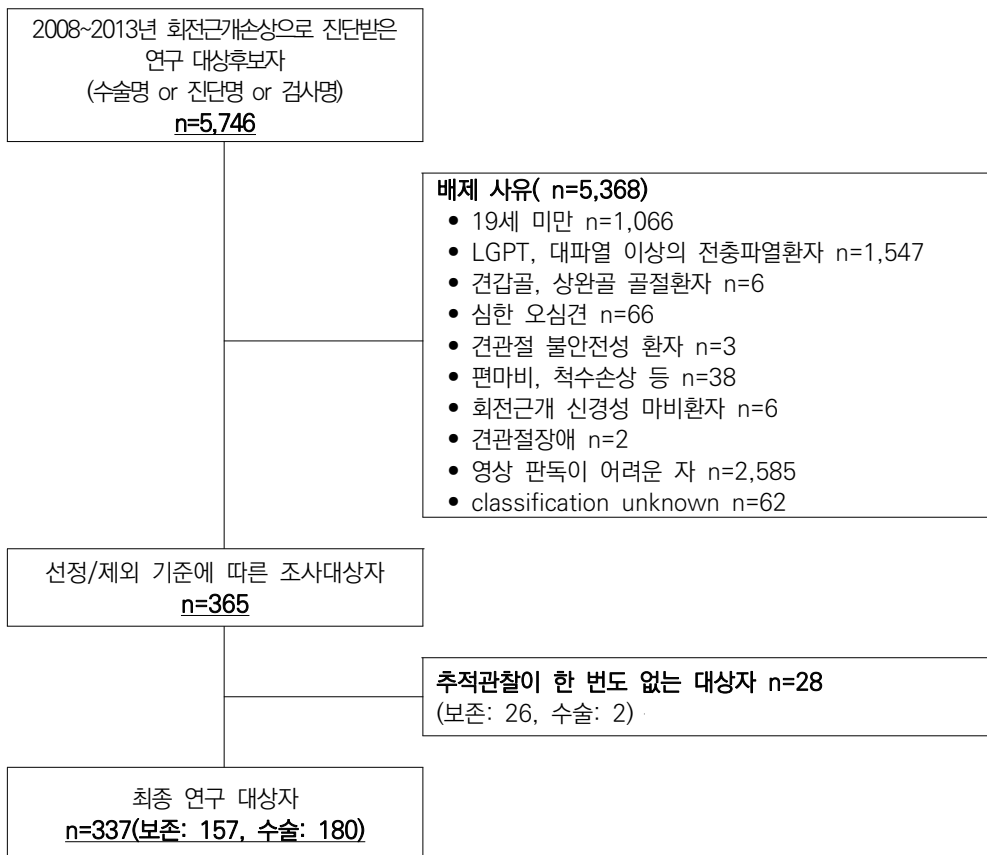 2008~2013년 회전근개손상으로 진단받은
연구 대상후보자
(수술명 or 진단명 or 검사명)
n=5,746
배제 사유( n=5,368)
• 19세 미만 n=1,066
• LGPT, 대파열 이상의 전층파열환자 n=1,547
• 견갑골, 상완골 골절환자 n=6
• 심한 오십견 n=66
• 견관절 불안전성 환자 n=3
• 편마비, 척수손상 등 n=38
• 회전근개 신경성 마비환자 n=6
• 견관절장애 n=2
• 영상 판독이 어려운 자 n=2,585
• classification unknown n=62
선정/제외 기준에 따른 조사대상자
n=365
추적관찰이 한 번도 없는 대상자 n=28
(보존: 26, 수술: 2)
최종 연구 대상자
n=337(보존: 157, 수술: 180)